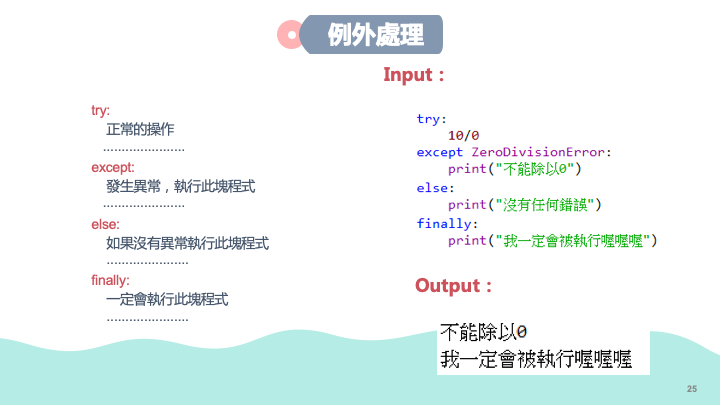 例外處理
try:
正常的操作
......................
except:
發生異常，執行此塊程式
......................
else:
如果沒有異常執行此塊程式
......................
finally:
一定會執行此塊程式
......................
Input：
try:
    10/0
except ZeroDivisionError:
    print("不能除以0")
else:
    print("沒有任何錯誤")
finally:
    print("我一定會被執行喔喔喔")
Output：
不能除以0
我一定會被執行喔喔喔
25